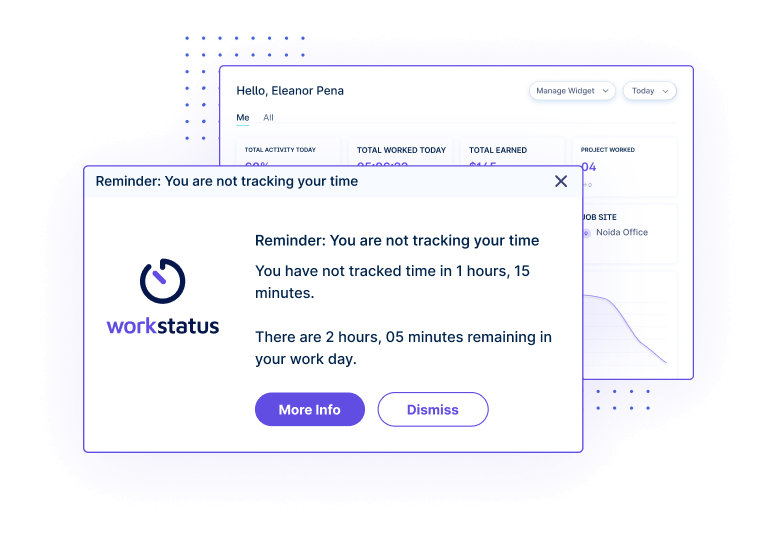 Hello, Eleanor Pena
Manage Widget
Today
Me All
TOTAL ACTIVITY TODAY
TOTAL WORKED TODAY
TOTAL EARNED
PROJECT WORKED
04
JOB SITE
Noida Office
Reminder: You are not tracking your time
workstatus
Reminder: You are not tracking your time
You have not tracked time in 1 hours, 15
minutes.
There are 2 hours, 05 minutes remaining in
your work day.
More Info
Dismiss